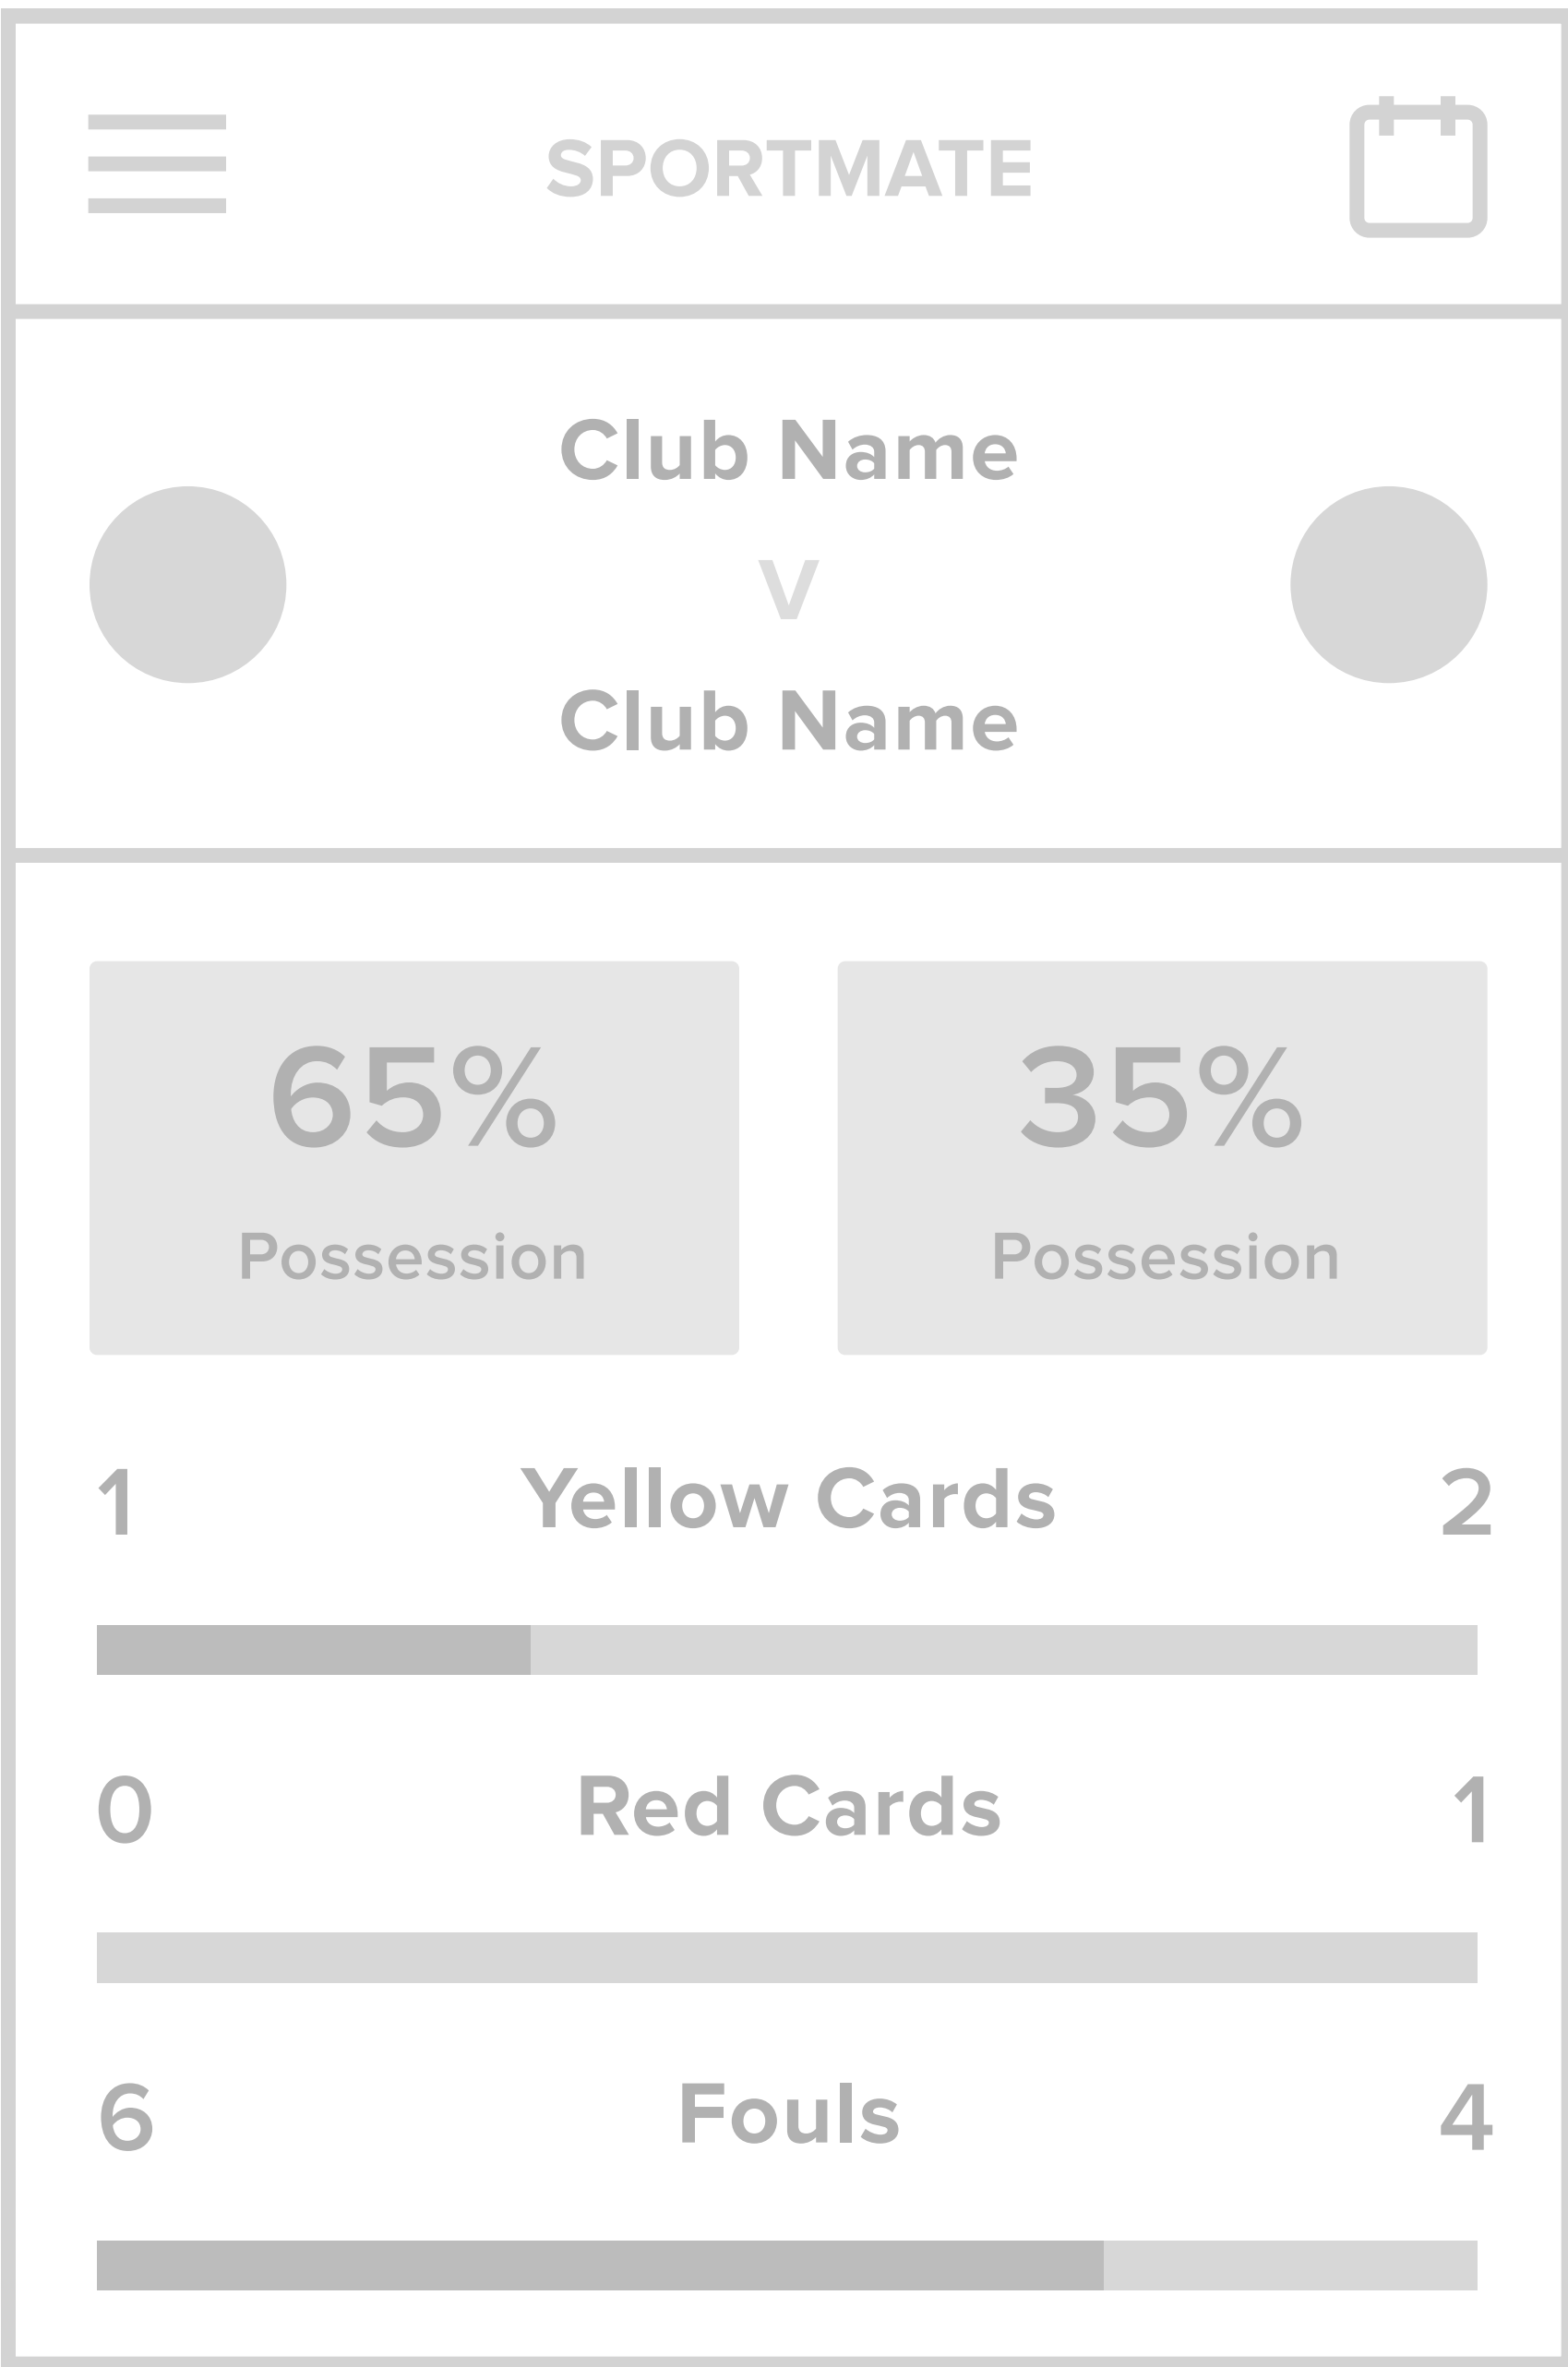 SPORTMATE
Club Name
V
Club Name
65% 35%
Possession Possession
1 Yellow Cards 2
0 Red Cards 1
6 Fouls 4